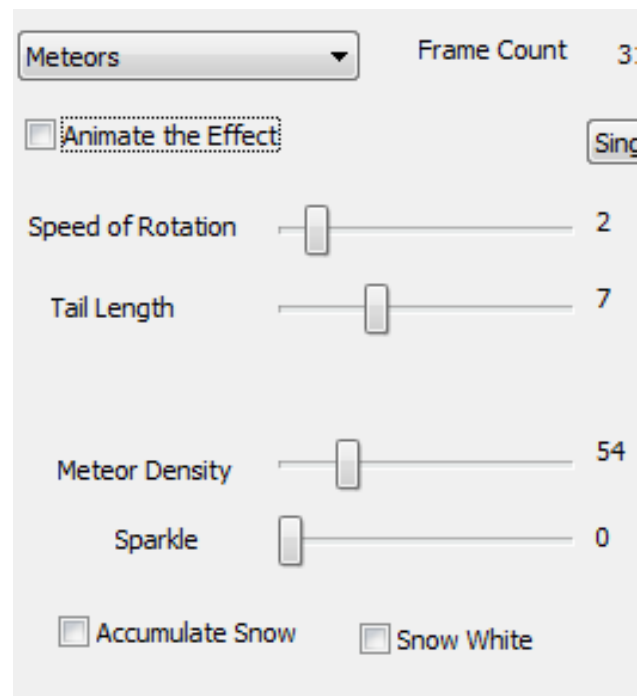 Meteors
Frame Count
Animate the Effect
Speed of Rotation
2
Tail Length
7
Meteor Density
54
Sparkle
0
Accumulate Snow
Snow White